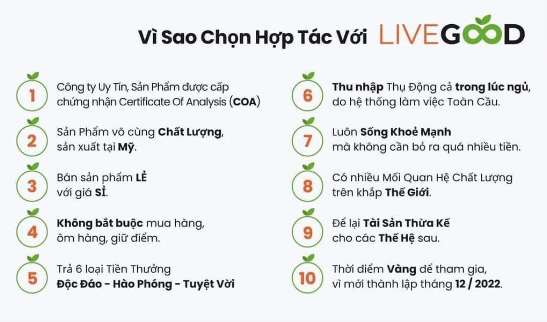 Vì Sao Chọn Hợp Tác Với LIVEGOOD
1
Công ty Uy Tín, Sản Phẩm được cấp
chứng nhận Certificate Of Analysis (COA)
2
Sản Phẩm vô cùng Chất Lượng,
sản xuất tại Mỹ.
3
Bán sản phẩm LẺ
với giá SỈ.
4
Không bắt buộc mua hàng,
ôm hàng, giữ điểm.
5
Trả 6 loại Tiền Thưởng
Độc Đáo - Hào Phóng - Tuyệt Vời
6
Thu nhập Thụ Động cả trong lúc ngủ,
do hệ thống làm việc Toàn Cầu.
7
Luôn Sống Khoẻ Mạnh
mà không cần bỏ ra quá nhiều tiền.
8
Có nhiều Mối Quan Hệ Chất Lượng
trên khắp Thế Giới.
9
Để lại Tài Sản Thừa Kế
cho các Thế Hệ sau.
10
Thời điểm Vàng để tham gia,
vì mới thành lập tháng 12 / 2022.